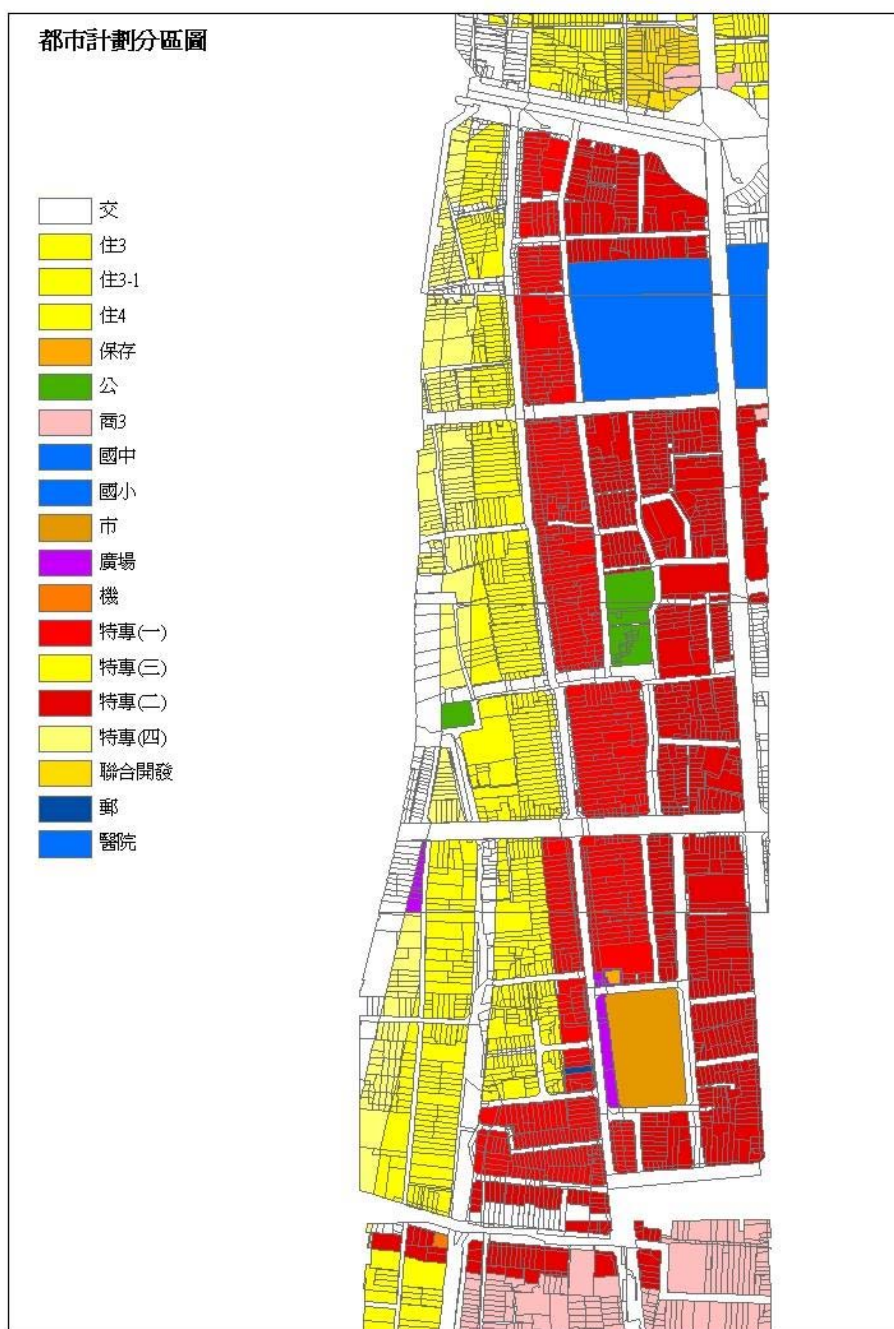 都市計劃分區圖
交
住3
住3-1
住4
保存
公
商3
國中
國小
市
廣場
機
特專(一)
特專(三)
特專(二)
特專(四)
聯合開發
郵
醫院